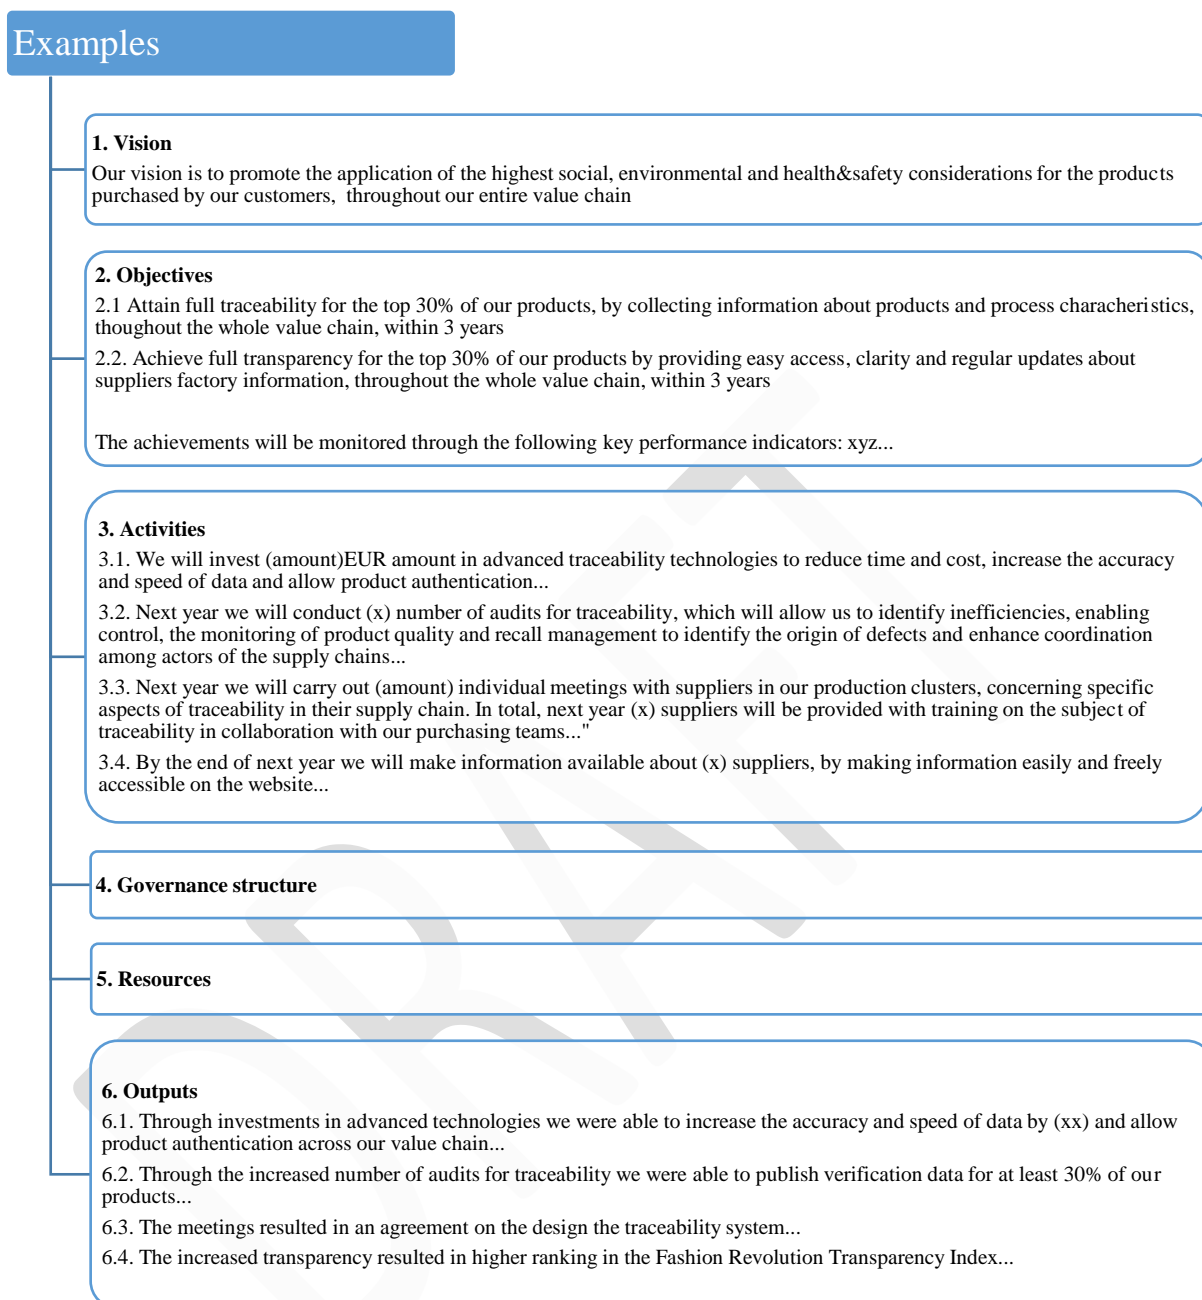 Examples
1. Vision
Our vision is to promote the application of the highest social, environmental and health&safety considerations for the products
purchased by our customers,  throughout our entire value chain
2. Objectives
2.1 Attain full traceability for the top 30% of our products, by collecting information about products and process characheristics,
thoughout the whole value chain, within 3 years
2.2. Achieve full transparency for the top 30% of our products by providing easy access, clarity and regular updates about
suppliers factory information, throughout the whole value chain, within 3 years
The achievements will be monitored through the following key performance indicators: xyz...
3. Activities
3.1. We will invest (amount)EUR amount in advanced traceability technologies to reduce time and cost, increase the accuracy
and speed of data and allow product authentication...
3.2. Next year we will conduct (x) number of audits for traceability, which will allow us to identify inefficiencies, enabling
control, the monitoring of product quality and recall management to identify the origin of defects and enhance coordination
among actors of the supply chains...
3.3. Next year we will carry out (amount) individual meetings with suppliers in our production clusters, concerning specific
aspects of traceability in their supply chain. In total, next year (x) suppliers will be provided with training on the subject of
traceability in collaboration with our purchasing teams..."
3.4. By the end of next year we will make information available about (x) suppliers, by making information easily and freely
accessible on the website...
4. Governance structure
5. Resources
6. Outputs
6.1. Through investments in advanced technologies we were able to increase the accuracy and speed of data by (xx) and allow
product authentication across our value chain...
6.2. Through the increased number of audits for traceability we were able to publish verification data for at least 30% of our
products...
6.3. The meetings resulted in an agreement on the design the traceability system...
6.4. The increased transparency resulted in higher ranking in the Fashion Revolution Transparency Index...
DRAFT